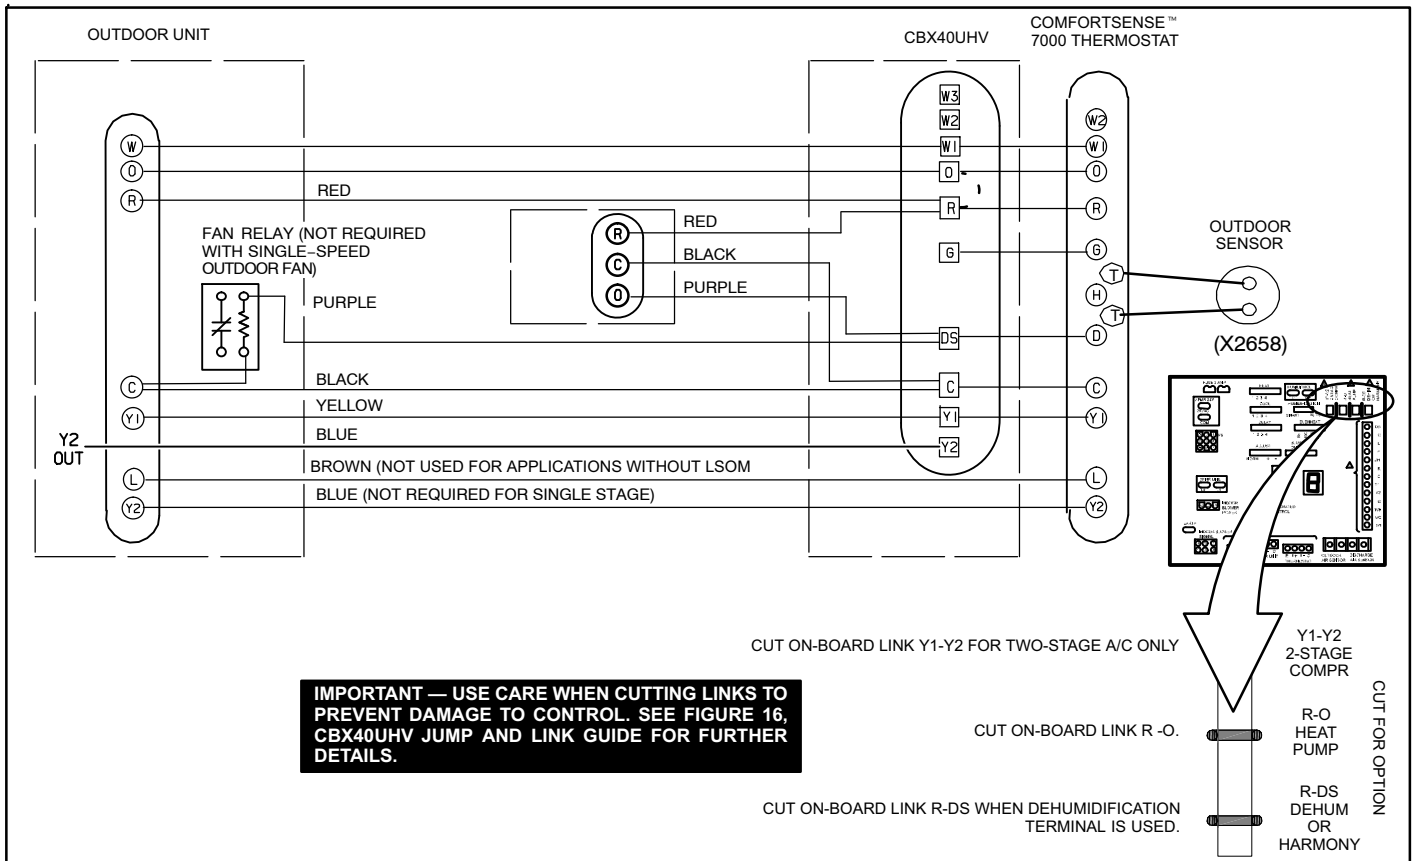 OUTDOOR UNIT
CBX40UHV
COMFORTSENSE™
7000 THERMOSTAT
W3
W2
W2
W
W1
W1
O
O
O
RED
R
R
R
FAN RELAY (NOT REQUIRED
WITH SINGLE-SPEED
OUTDOOR FAN)
R
RED
C
BLACK
O
PURPLE
G
G
T
H
T
OUTDOOR
SENSOR
(X2658)
PURPLE
DS
D
BLACK
C
C
C
YELLOW
Y1
Y1
Y1
BLUE
Y2
OUT
Y2
BROWN (NOT USED FOR APPLICATIONS WITHOUT LSOM
L
L
BLUE (NOT REQUIRED FOR SINGLE STAGE)
Y2
Y2
CUT ON-BOARD LINK Y1-Y2 FOR TWO-STAGE A/C ONLY
Y1-Y2
2-STAGE
COMPR
IMPORTANT — USE CARE WHEN CUTTING LINKS TO
PREVENT DAMAGE TO CONTROL. SEE FIGURE 16,
CBX40UHV JUMP AND LINK GUIDE FOR FURTHER
DETAILS.
CUT ON-BOARD LINK R -O.
R-O
HEAT
PUMP
CUT ON-BOARD LINK R-DS WHEN DEHUMIDIFICATION
TERMINAL IS USED.
R-DS
DEHUM
OR
HARMONY
CUT FOR OPTION